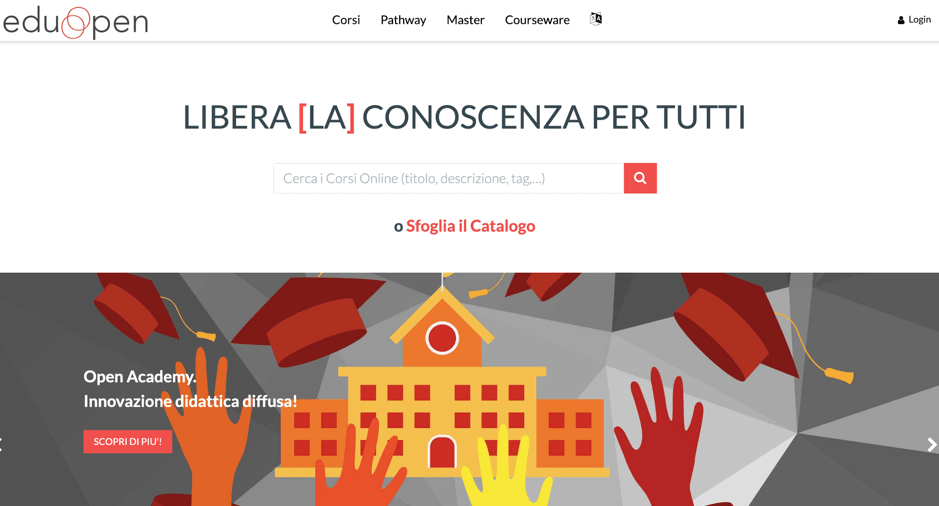 eduOpen
Corsi Pathway Master Courseware Login
LIBERA [LA] CONOSCENZA PER TUTTI
Cerca i Corsi Online (titolo, descrizione, tag,...)
o Sfoglia il Catalogo
Open Academy.
Innovazione didattica diffusa!
SCOPRI DI PIU'!